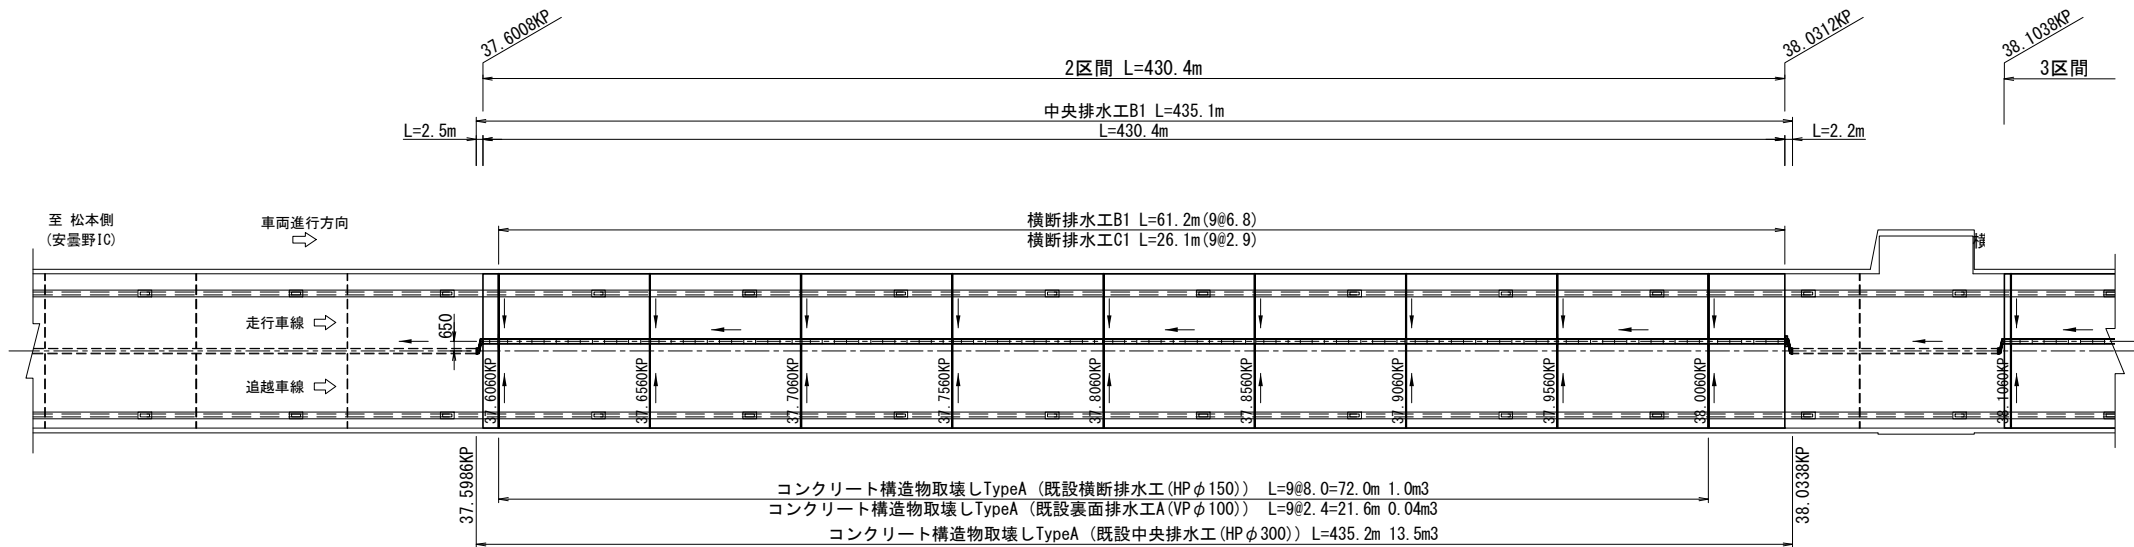 37.6008KP
38.0312KP
38.1038KP
2区間 L=430.4m
3区間
中央排水工B1 L=435.1m
L=2.5m
L=430.4m
L=2.2m
至 松本側
(安曇野IC)
車両進行方向
横断排水工B1 L=61.2m(9@6.8)
横断排水工C1 L=26.1m(9@2.9)
横
走行車線
650
追越車線
37.6060KP
37.6560KP
37.7060KP
37.7560KP
37.8060KP
37.8560KP
37.9060KP
37.9560KP
38.0060KP
38.1060KP
37.5986KP
38.0338KP
コンクリート構造物取壊しTypeA (既設横断排水工(HPφ150)) L=9@8.0=72.0m 1.0m3
コンクリート構造物取壊しTypeA (既設裏面排水工A(VPφ100)) L=9@2.4=21.6m 0.04m3
コンクリート構造物取壊しTypeA (既設中央排水工(HPφ300)) L=435.2m 13.5m3